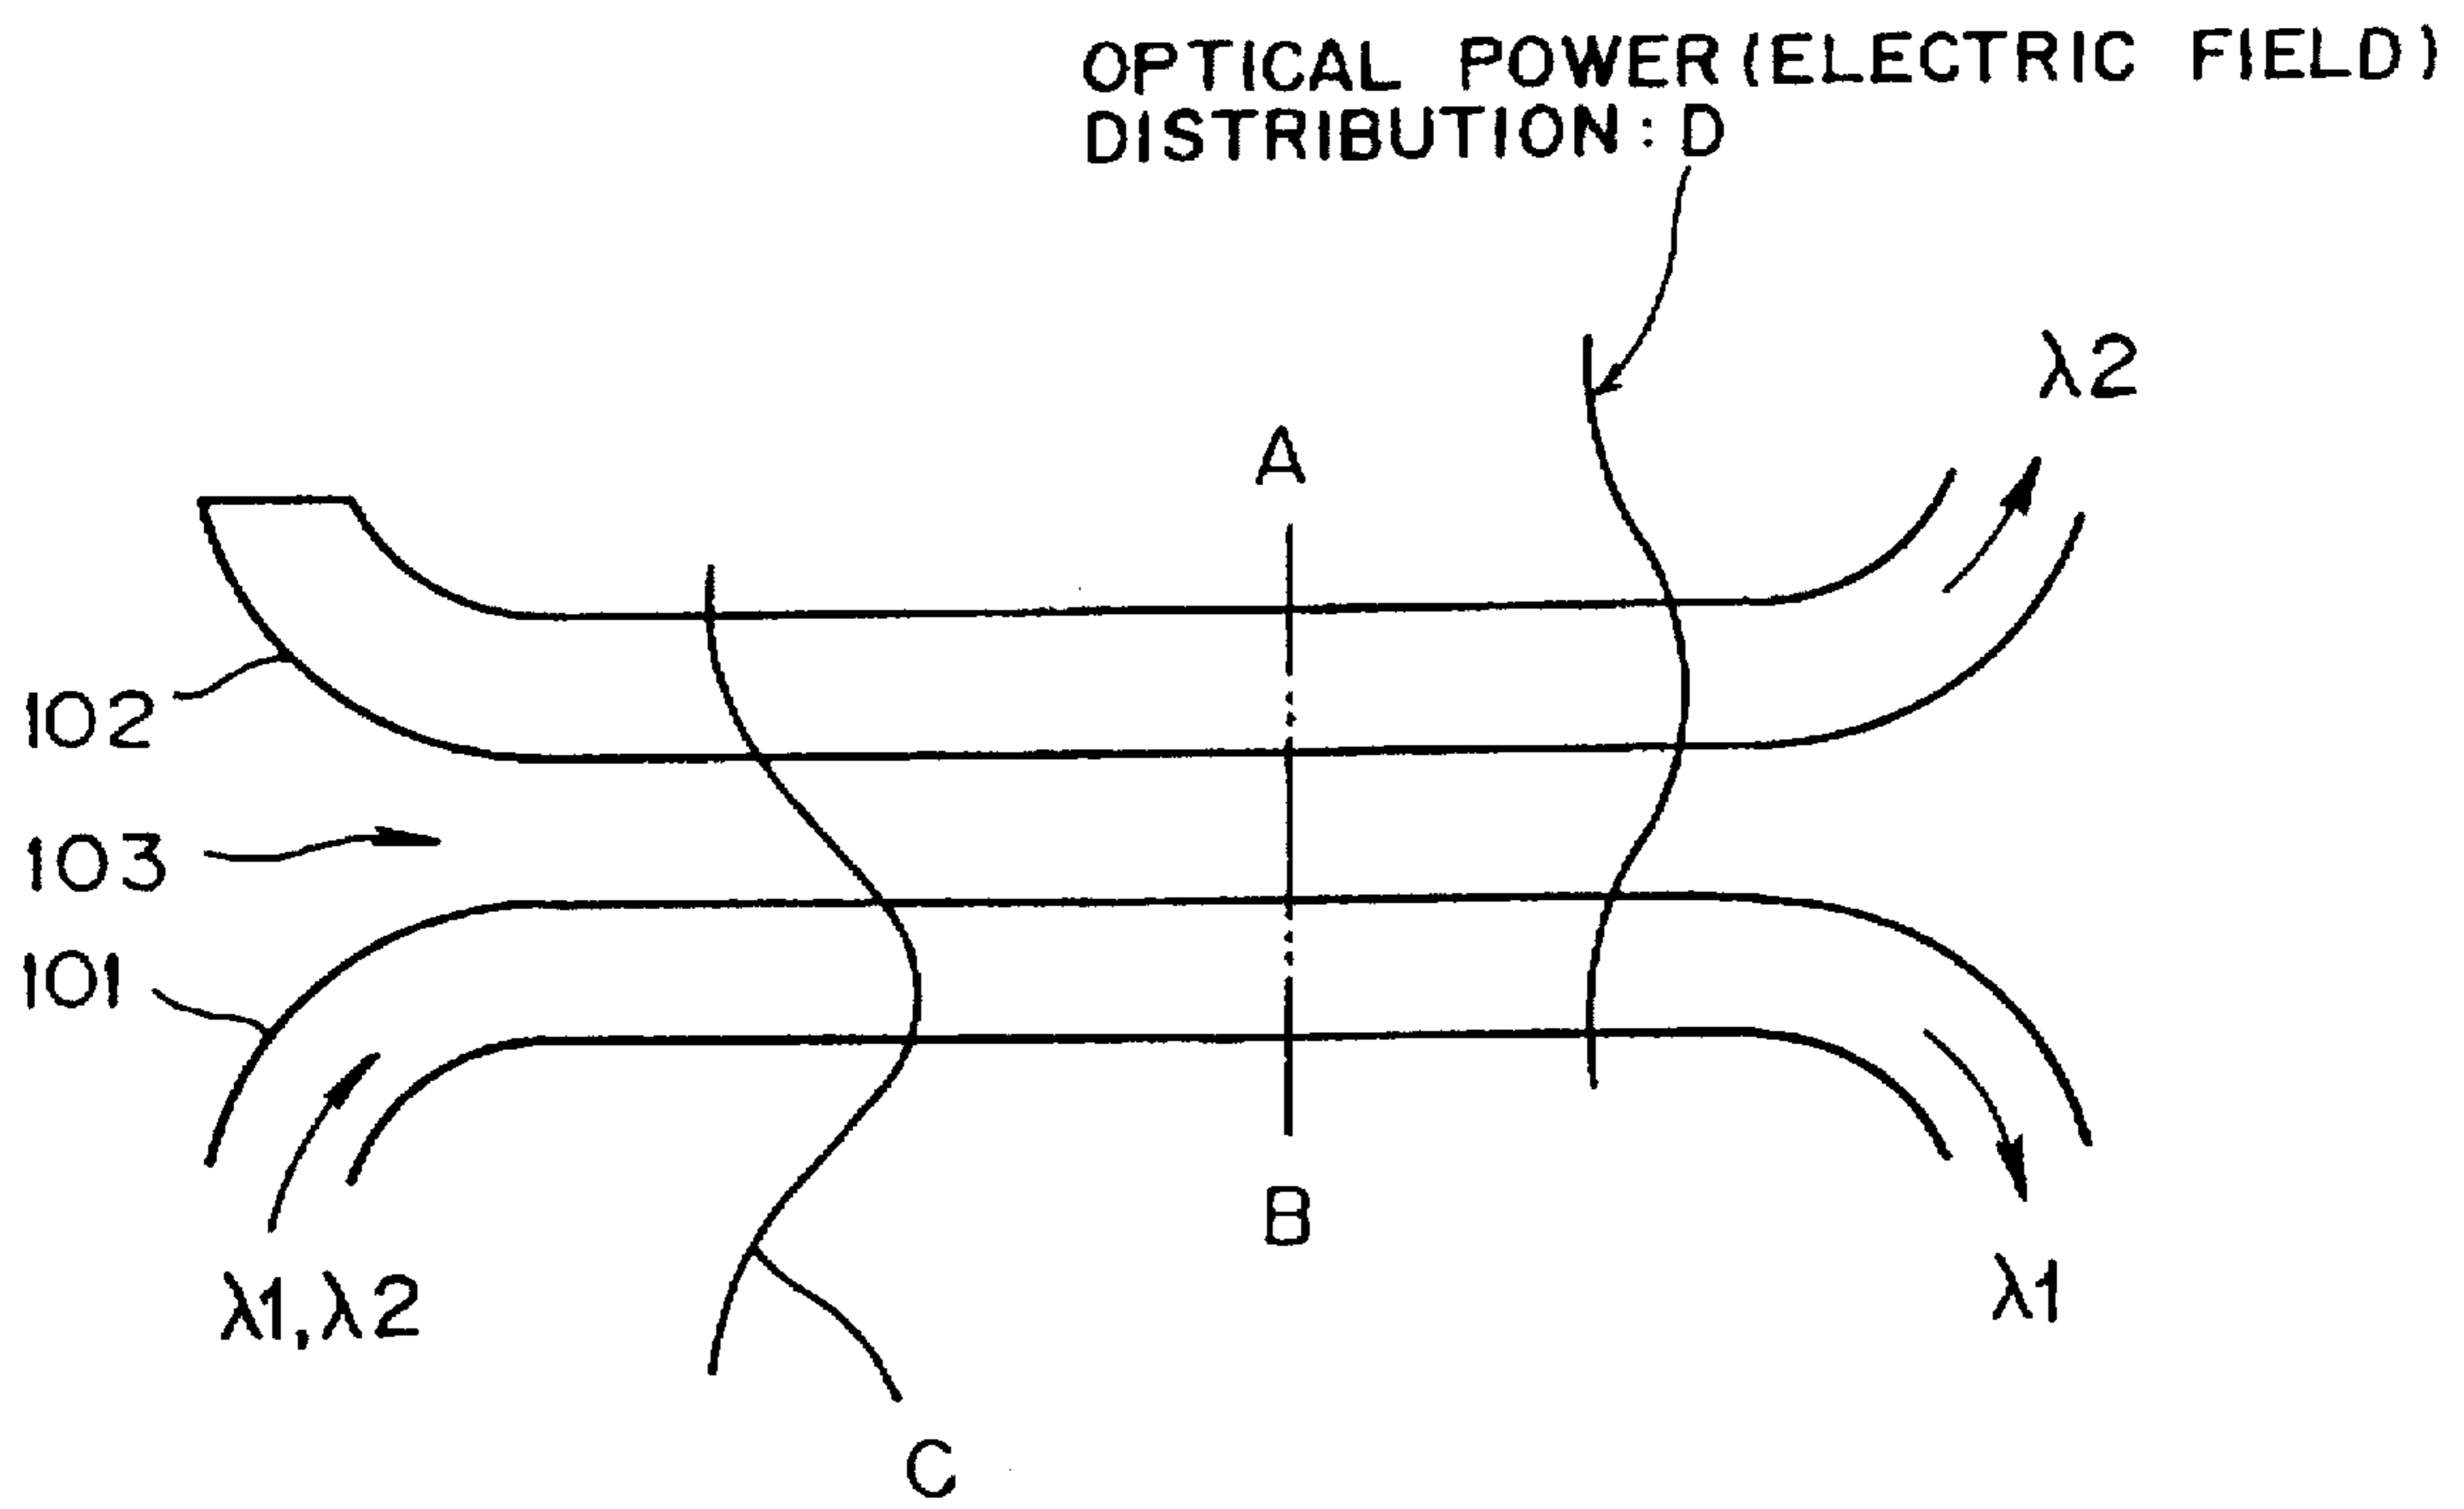 OPTICAL POWER(ELECTRIC FIELD)
DISTRIBUTION:D
λ2
A
102
103
101
B
λ1,λ2
λ1
C